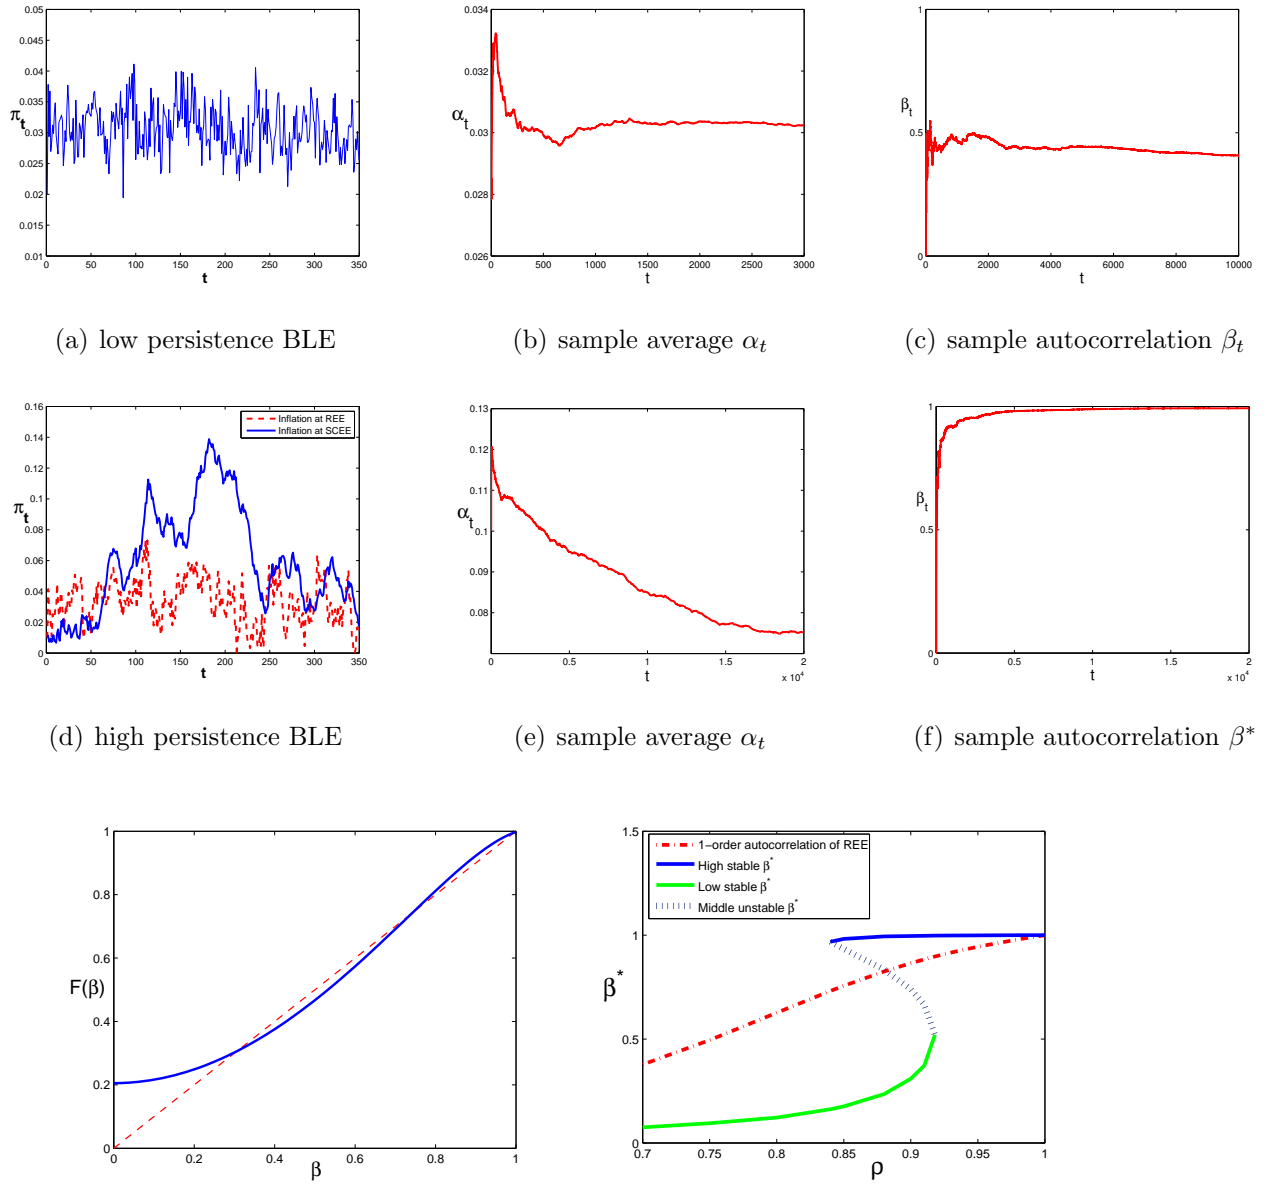 0.05
0.045
0.04
0.035
0.03
0.025
0.02
0.015
0.01
π_t
0 50 100 150 200 250 300 350
t
(a) low persistence BLE
0.034
0.032
0.03
0.028
0.026
α_t
0 500 1000 1500 2000 2500 3000
t
(b) sample average α_t
1
0.5
0
β_t
0 2000 4000 6000 8000 10000
t
(c) sample autocorrelation β_t
0.16
0.14
0.12
0.1
0.08
0.06
0.04
0.02
0
π_t
Inflation at REE
Inflation at SCEE
0 50 100 150 200 250 300 350
t
(d) high persistence BLE
0.13
0.12
0.11
0.1
0.09
0.08
α_t
0 0.5 1 1.5 2
x 10^4
t
(e) sample average α_t
1
0.5
0
β_t
0 0.5 1 1.5 2
x 10^4
t
(f) sample autocorrelation β*
1
0.8
0.6
0.4
0.2
0
F(β)
0 0.2 0.4 0.6 0.8 1
β
1.5
1
0.5
0
β*
1-order autocorrelation of REE
High stable β*
Low stable β*
Middle unstable β*
0.7 0.75 0.8 0.85 0.9 0.95 1
ρ